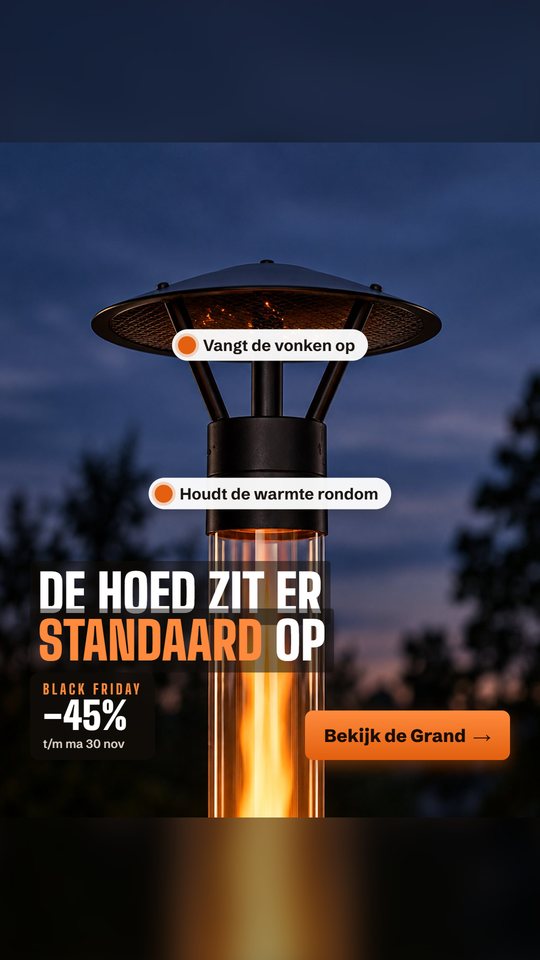 Vangt de vonken op
Houdt de warmte rondom
DE HOED ZIT ER
STANDAARD OP
BLACK FRIDAY
–45%
t/m ma 30 nov
Bekijk de Grand →